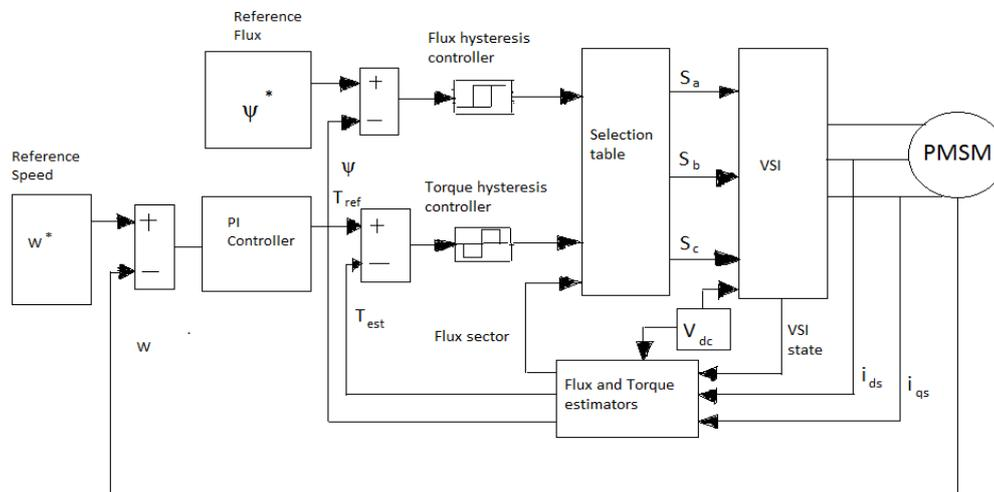 Reference
Flux
ψ*
+
−
Flux hysteresis
controller
Selection
table
S a
S b
S c
VSI
PMSM
Reference
Speed
w*
+
−
PI
Controller
ψ
T ref
+
−
Torque hysteresis
controller
T est
w
Flux sector
V dc
VSI
state
Flux and Torque
estimators
i ds
i qs